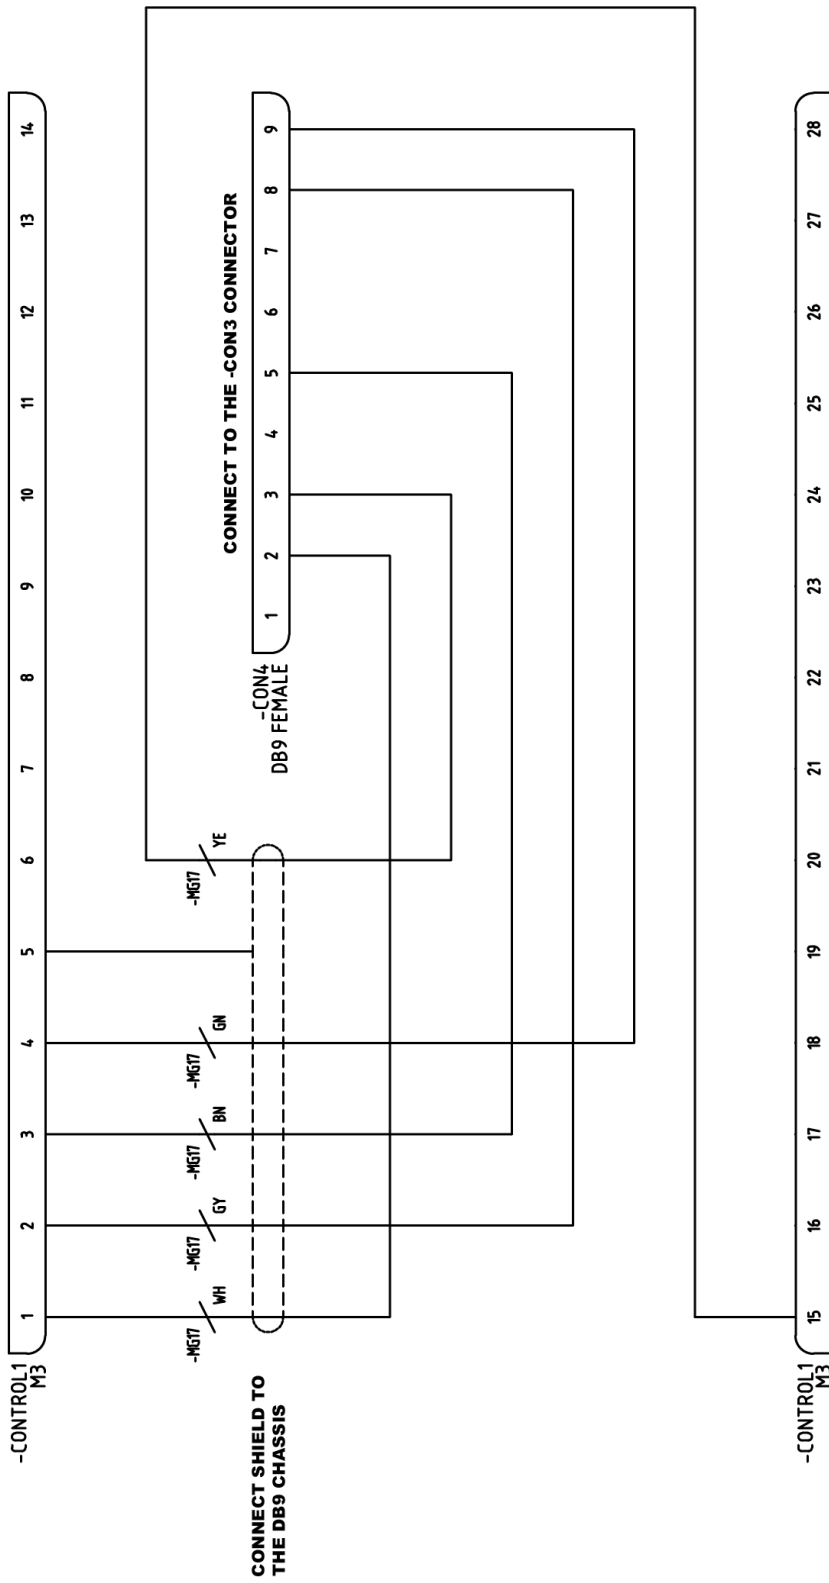 -CONTROL1
M3
1
2
3
4
5
6
7
8
9
10
11
12
13
14
-MG17
WH
-MG17
GY
-MG17
BN
-MG17
GN
-MG17
YE
CONNECT SHIELD TO
THE DB9 CHASSIS
CONNECT TO THE -CON3 CONNECTOR
-CON4
DB9 FEMALE
1
2
3
4
5
6
7
8
9
-CONTROL1
M3
15
16
17
18
19
20
21
22
23
24
25
26
27
28